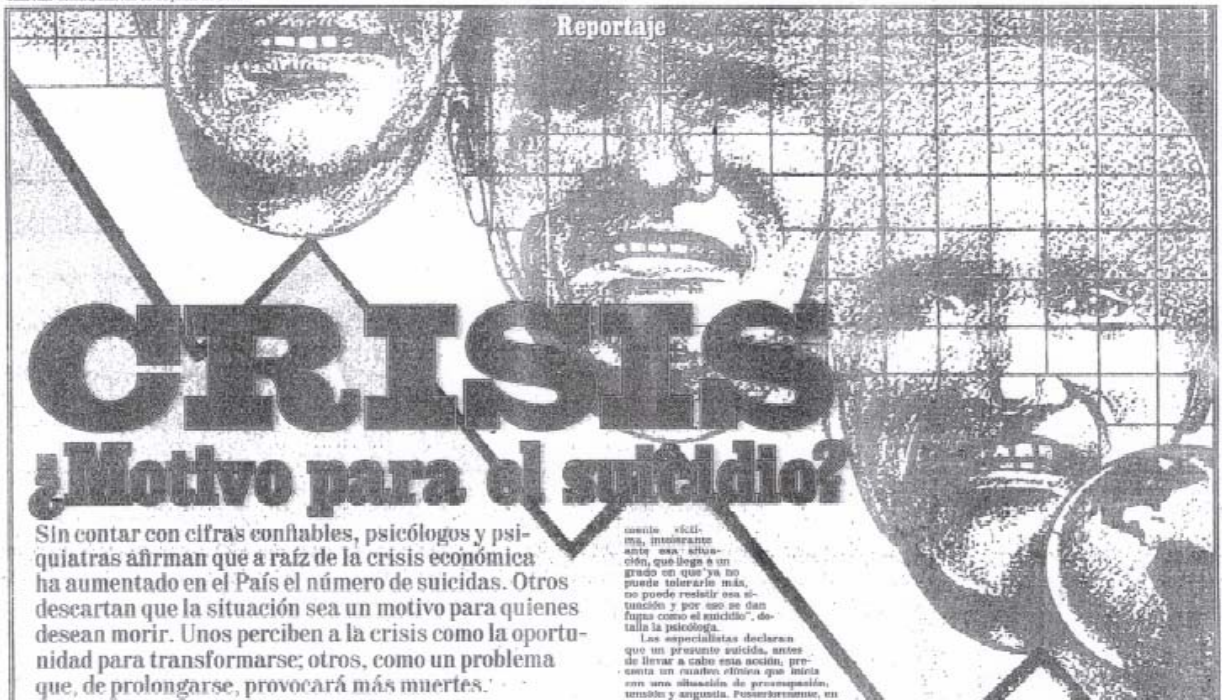 Reportaje
CRISIS
¿Motivo para el suicidio?
Sin contar con cifras confiables, psicólogos y psi-
quiatras afirman que a raíz de la crisis económica
ha aumentado en el País el número de suicidas. Otros
descartan que la situación sea un motivo para quienes
desean morir. Unos perciben a la crisis como la oportu-
nidad para transformarse; otros, como un problema
que, de prolongarse, provocará más muertes.
mente vícti-
ma, intolerante
ante esa situa-
ción, que llega a un
grado en que ya no
puede tolerarlo más,
no puede resistir esa si-
tuación y por eso se dan
fugas como el suicidio", de-
talla la psicóloga.
Las especialistas declaran
que un presunto suicida, antes
de llevar a cabo esta acción, pre-
senta un cuadro clínico que inicia
con una situación de preocupación,
tensión y angustia. Posteriormente, en